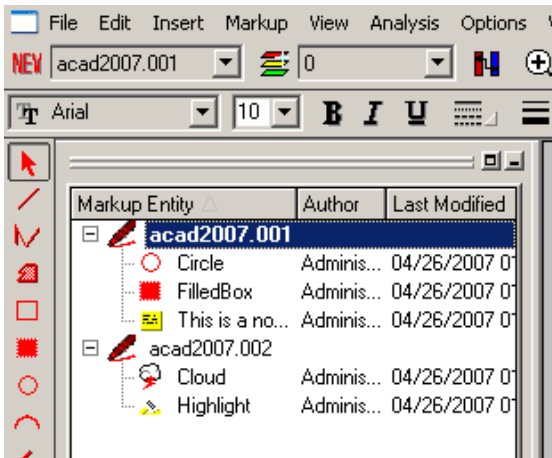 File Edit Insert Markup View Analysis Options
NEW acad2007.001 0
Arial 10 B I U
Markup Entity Author Last Modified
acad2007.001
Circle Adminis... 04/26/2007 0
FilledBox Adminis... 04/26/2007 0
This is a no... Adminis... 04/26/2007 0
acad2007.002
Cloud Adminis... 04/26/2007 0
Highlight Adminis... 04/26/2007 0